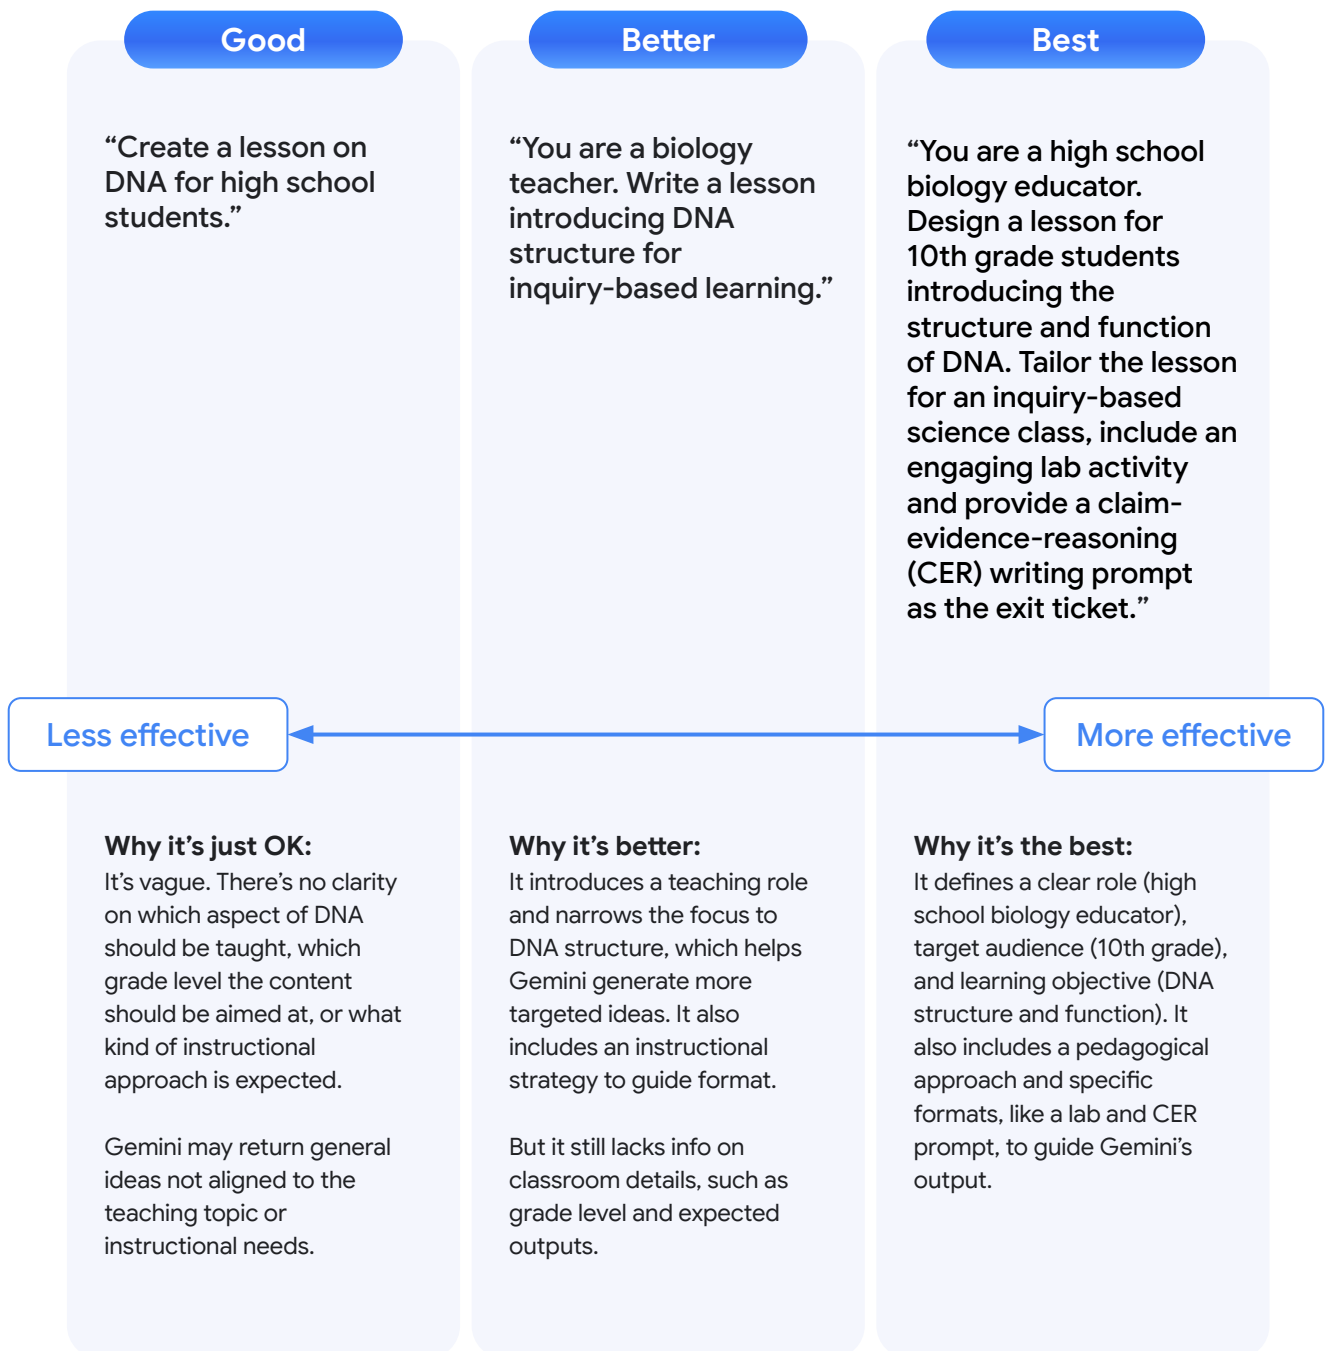 Good
“Create a lesson on
DNA for high school
students.”
Better
“You are a biology
teacher. Write a lesson
introducing DNA
structure for
inquiry-based learning.”
Best
“You are a high school
biology educator.
Design a lesson for
10th grade students
introducing the
structure and function
of DNA. Tailor the lesson
for an inquiry-based
science class, include an
engaging lab activity
and provide a claim-
evidence-reasoning
(CER) writing prompt
as the exit ticket.”
Less effective
More effective
Why it’s just OK:
It’s vague. There’s no clarity
on which aspect of DNA
should be taught, which
grade level the content
should be aimed at, or what
kind of instructional
approach is expected.
Gemini may return general
ideas not aligned to the
teaching topic or
instructional needs.
Why it’s better:
It introduces a teaching role
and narrows the focus to
DNA structure, which helps
Gemini generate more
targeted ideas. It also
includes an instructional
strategy to guide format.
But it still lacks info on
classroom details, such as
grade level and expected
outputs.
Why it’s the best:
It defines a clear role (high
school biology educator),
target audience (10th grade),
and learning objective (DNA
structure and function). It
also includes a pedagogical
approach and specific
formats, like a lab and CER
prompt, to guide Gemini’s
output.